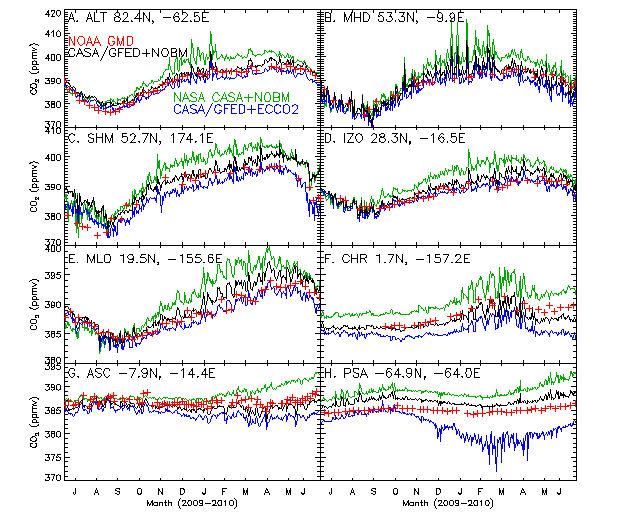 A. ALT 82.4N, −62.5E
B. MHD 53.3N, −9.9E
NOAA GMD
CASA/GFED+NOBM
NASA CASA+NOBM
CASA/GFED+ECCO2
420
410
400
390
380
370
CO₂ (ppmv)
C. SHM 52.7N, 174.1E
D. IZO 28.3N, −16.5E
410
400
390
380
370
CO₂ (ppmv)
E. MLO 19.5N, −155.6E
F. CHR 1.7N, −157.2E
400
395
390
385
380
CO₂ (ppmv)
G. ASC −7.9N, −14.4E
H. PSA −64.9N, −64.0E
395
390
385
380
375
370
CO₂ (ppmv)
J A S O N D J F M A M J
J A S O N D J F M A M J
Month (2009−2010)
Month (2009−2010)